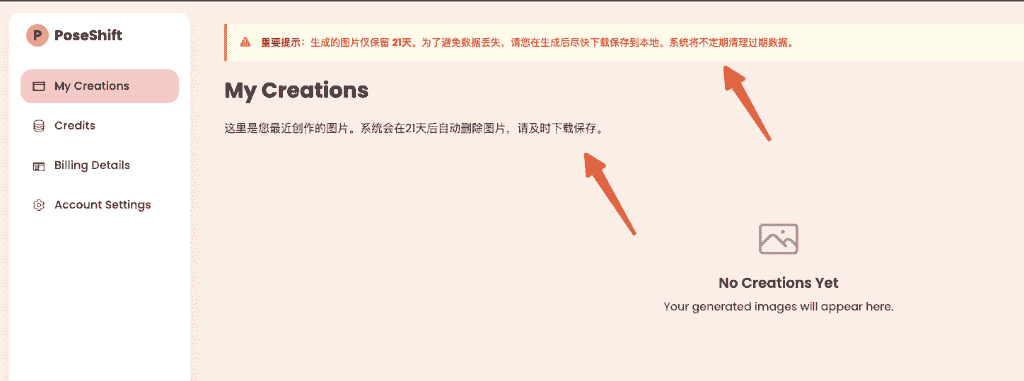 P PoseShift
My Creations
Credits
Billing Details
Account Settings
重要提示：生成的图片仅保留 21天。为了避免数据丢失，请您在生成后尽快下载保存到本地。系统将不定期清理过期数据。
My Creations
这里是您最近创作的图片。系统会在21天后自动删除图片，请及时下载保存。
No Creations Yet
Your generated images will appear here.